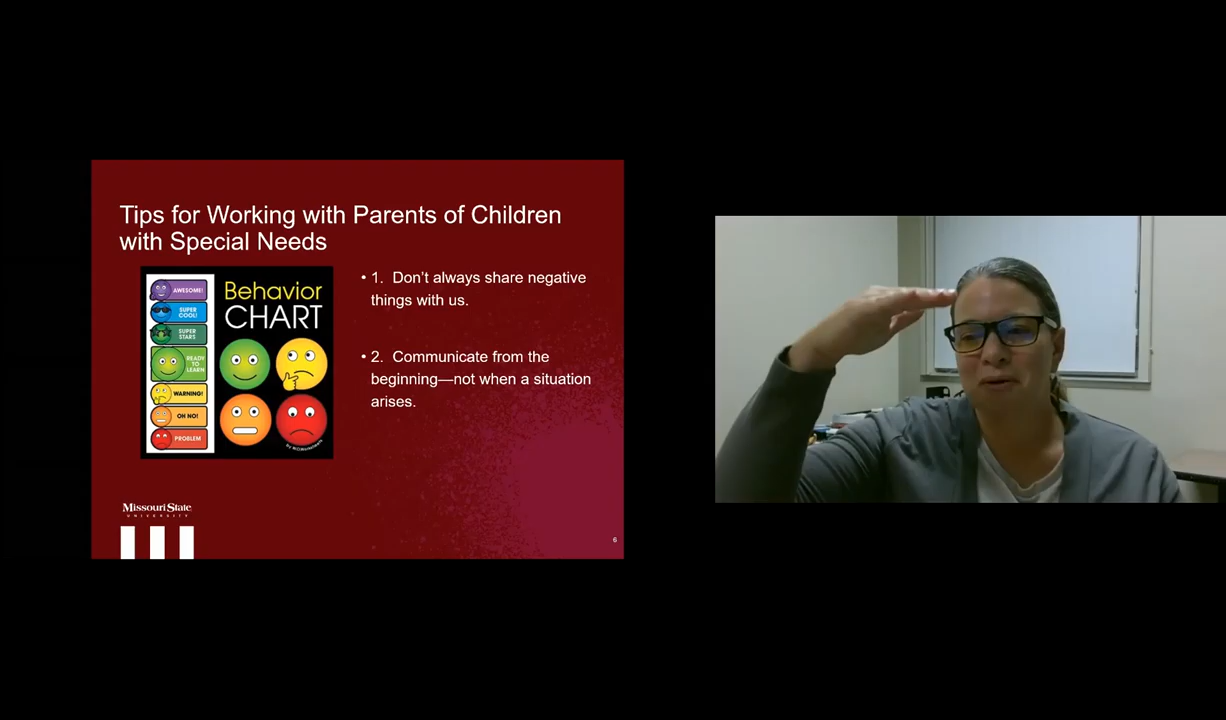 Tips for Working with Parents of Children
with Special Needs
AWESOME!
SUPER
COOL!
SUPER
STARS
READY
TO
LEARN
WARNING!
OH NO!
PROBLEM
Behavior
CHART
• 1. Don’t always share negative
things with us.
• 2. Communicate from the
beginning—not when a situation
arises.
Missouri State
UNIVERSITY
6